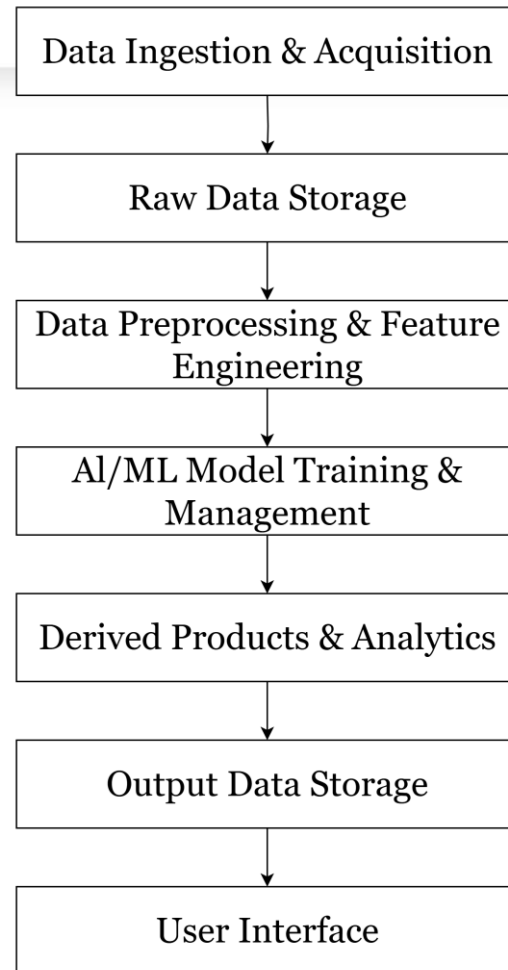 Data Ingestion & Acquisition
Raw Data Storage
Data Preprocessing & Feature
Engineering
Al/ML Model Training &
Management
Derived Products & Analytics
Output Data Storage
User Interface